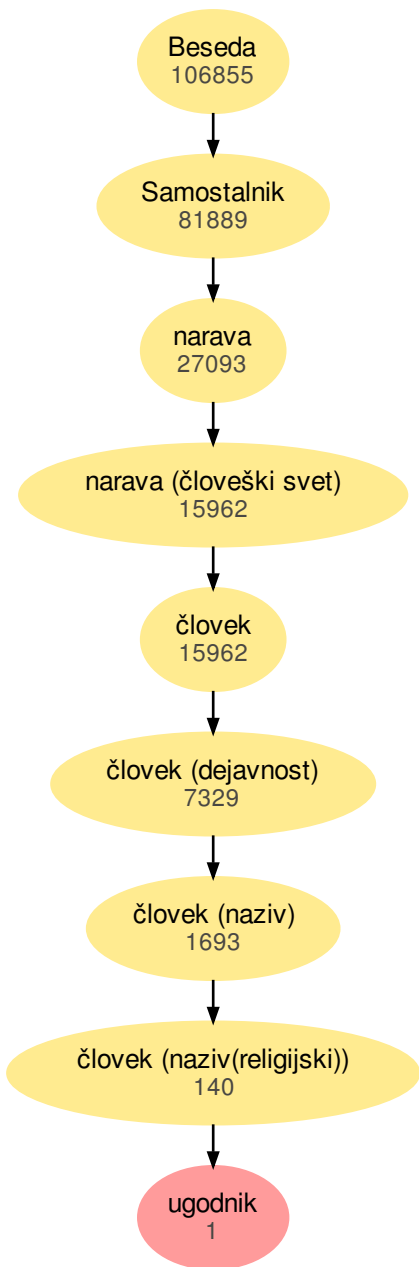 Beseda
106855
Samostalnik
81889
narava
27093
narava (človeški svet)
15962
človek
15962
človek (dejavnost)
7329
človek (naziv)
1693
človek (naziv(religijski))
140
ugodnik
1